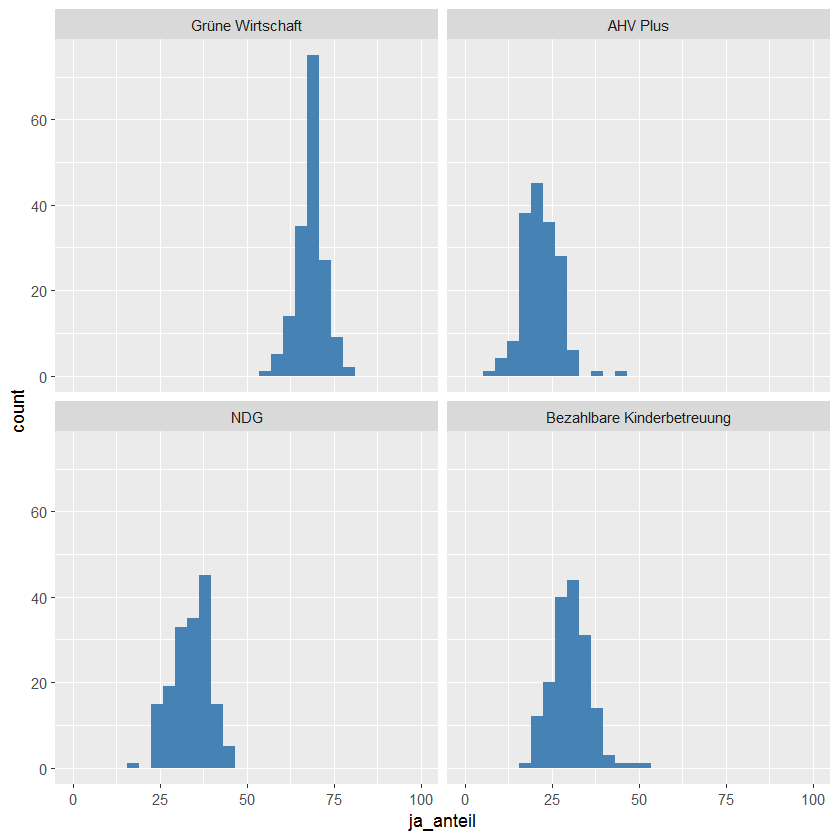 Grüne Wirtschaft
AHV Plus
60
40
20
0
NDG
Bezahlbare Kinderbetreuung
60
40
20
0
0 25 50 75 100
0 25 50 75 100
count
ja_anteil